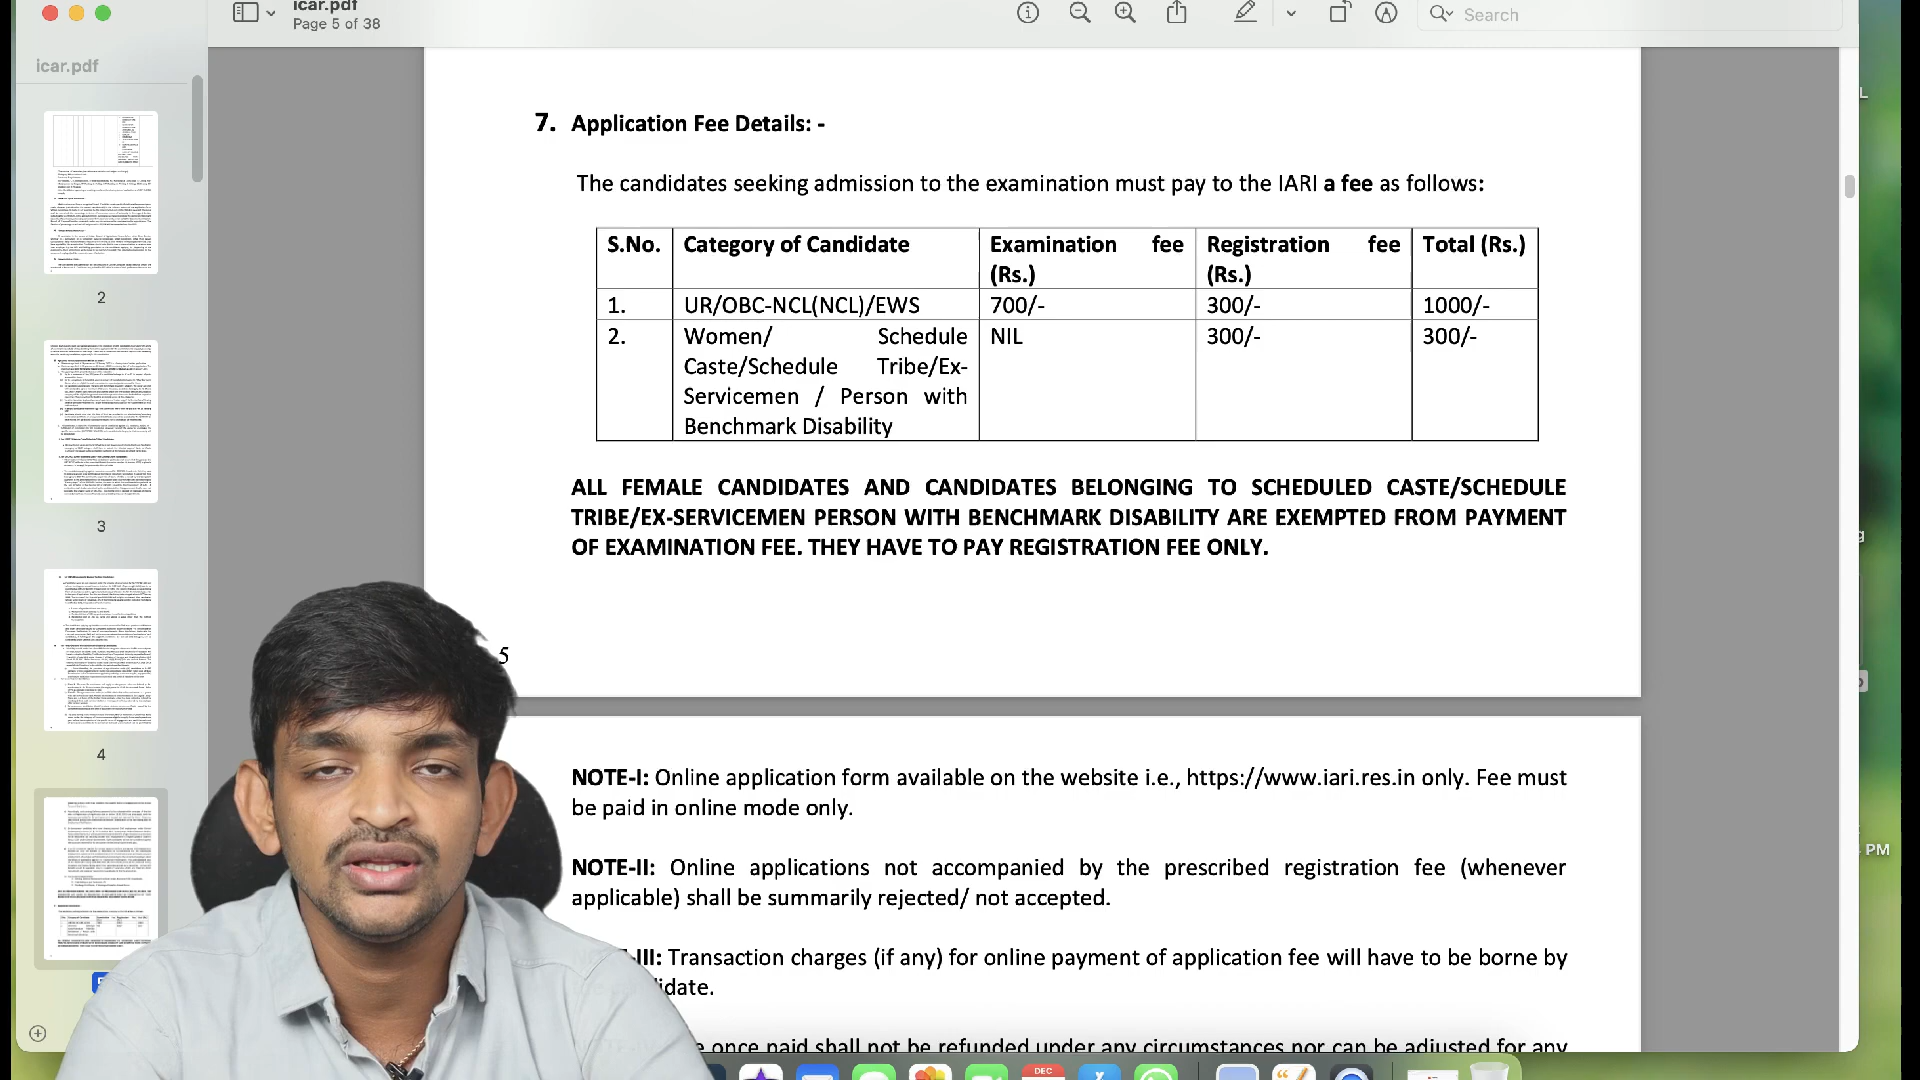 icar.pdf
Page 5 of 38
Search
icar.pdf
2
3
4
7. Application Fee Details: -
The candidates seeking admission to the examination must pay to the IARI a fee as follows:
S.No. Category of Candidate Examination fee (Rs.) Registration fee (Rs.) Total (Rs.)
1. UR/OBC-NCL(NCL)/EWS 700/- 300/- 1000/-
2. Women/ Schedule NIL 300/- 300/-
Caste/Schedule Tribe/Ex-
Servicemen / Person with
Benchmark Disability
ALL FEMALE CANDIDATES AND CANDIDATES BELONGING TO SCHEDULED CASTE/SCHEDULE
TRIBE/EX-SERVICEMEN PERSON WITH BENCHMARK DISABILITY ARE EXEMPTED FROM PAYMENT
OF EXAMINATION FEE. THEY HAVE TO PAY REGISTRATION FEE ONLY.
5
NOTE-I: Online application form available on the website i.e., https://www.iari.res.in only. Fee must
be paid in online mode only.
NOTE-II: Online applications not accompanied by the prescribed registration fee (whenever
applicable) shall be summarily rejected/ not accepted.
-III: Transaction charges (if any) for online payment of application fee will have to be borne by
idate.
once paid shall not be refunded under any circumstances nor can be adjusted for any
PM
DEC